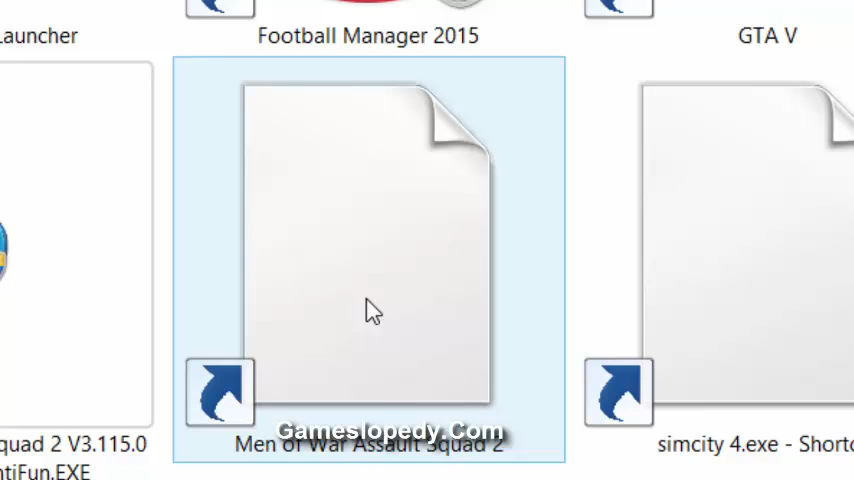 Launcher
Football Manager 2015
GTA V
quad 2 V3.115.0
ntiFun.EXE
Men of War Assault Squad 2
Gameslopedy.Com
simcity 4.exe - Shortc